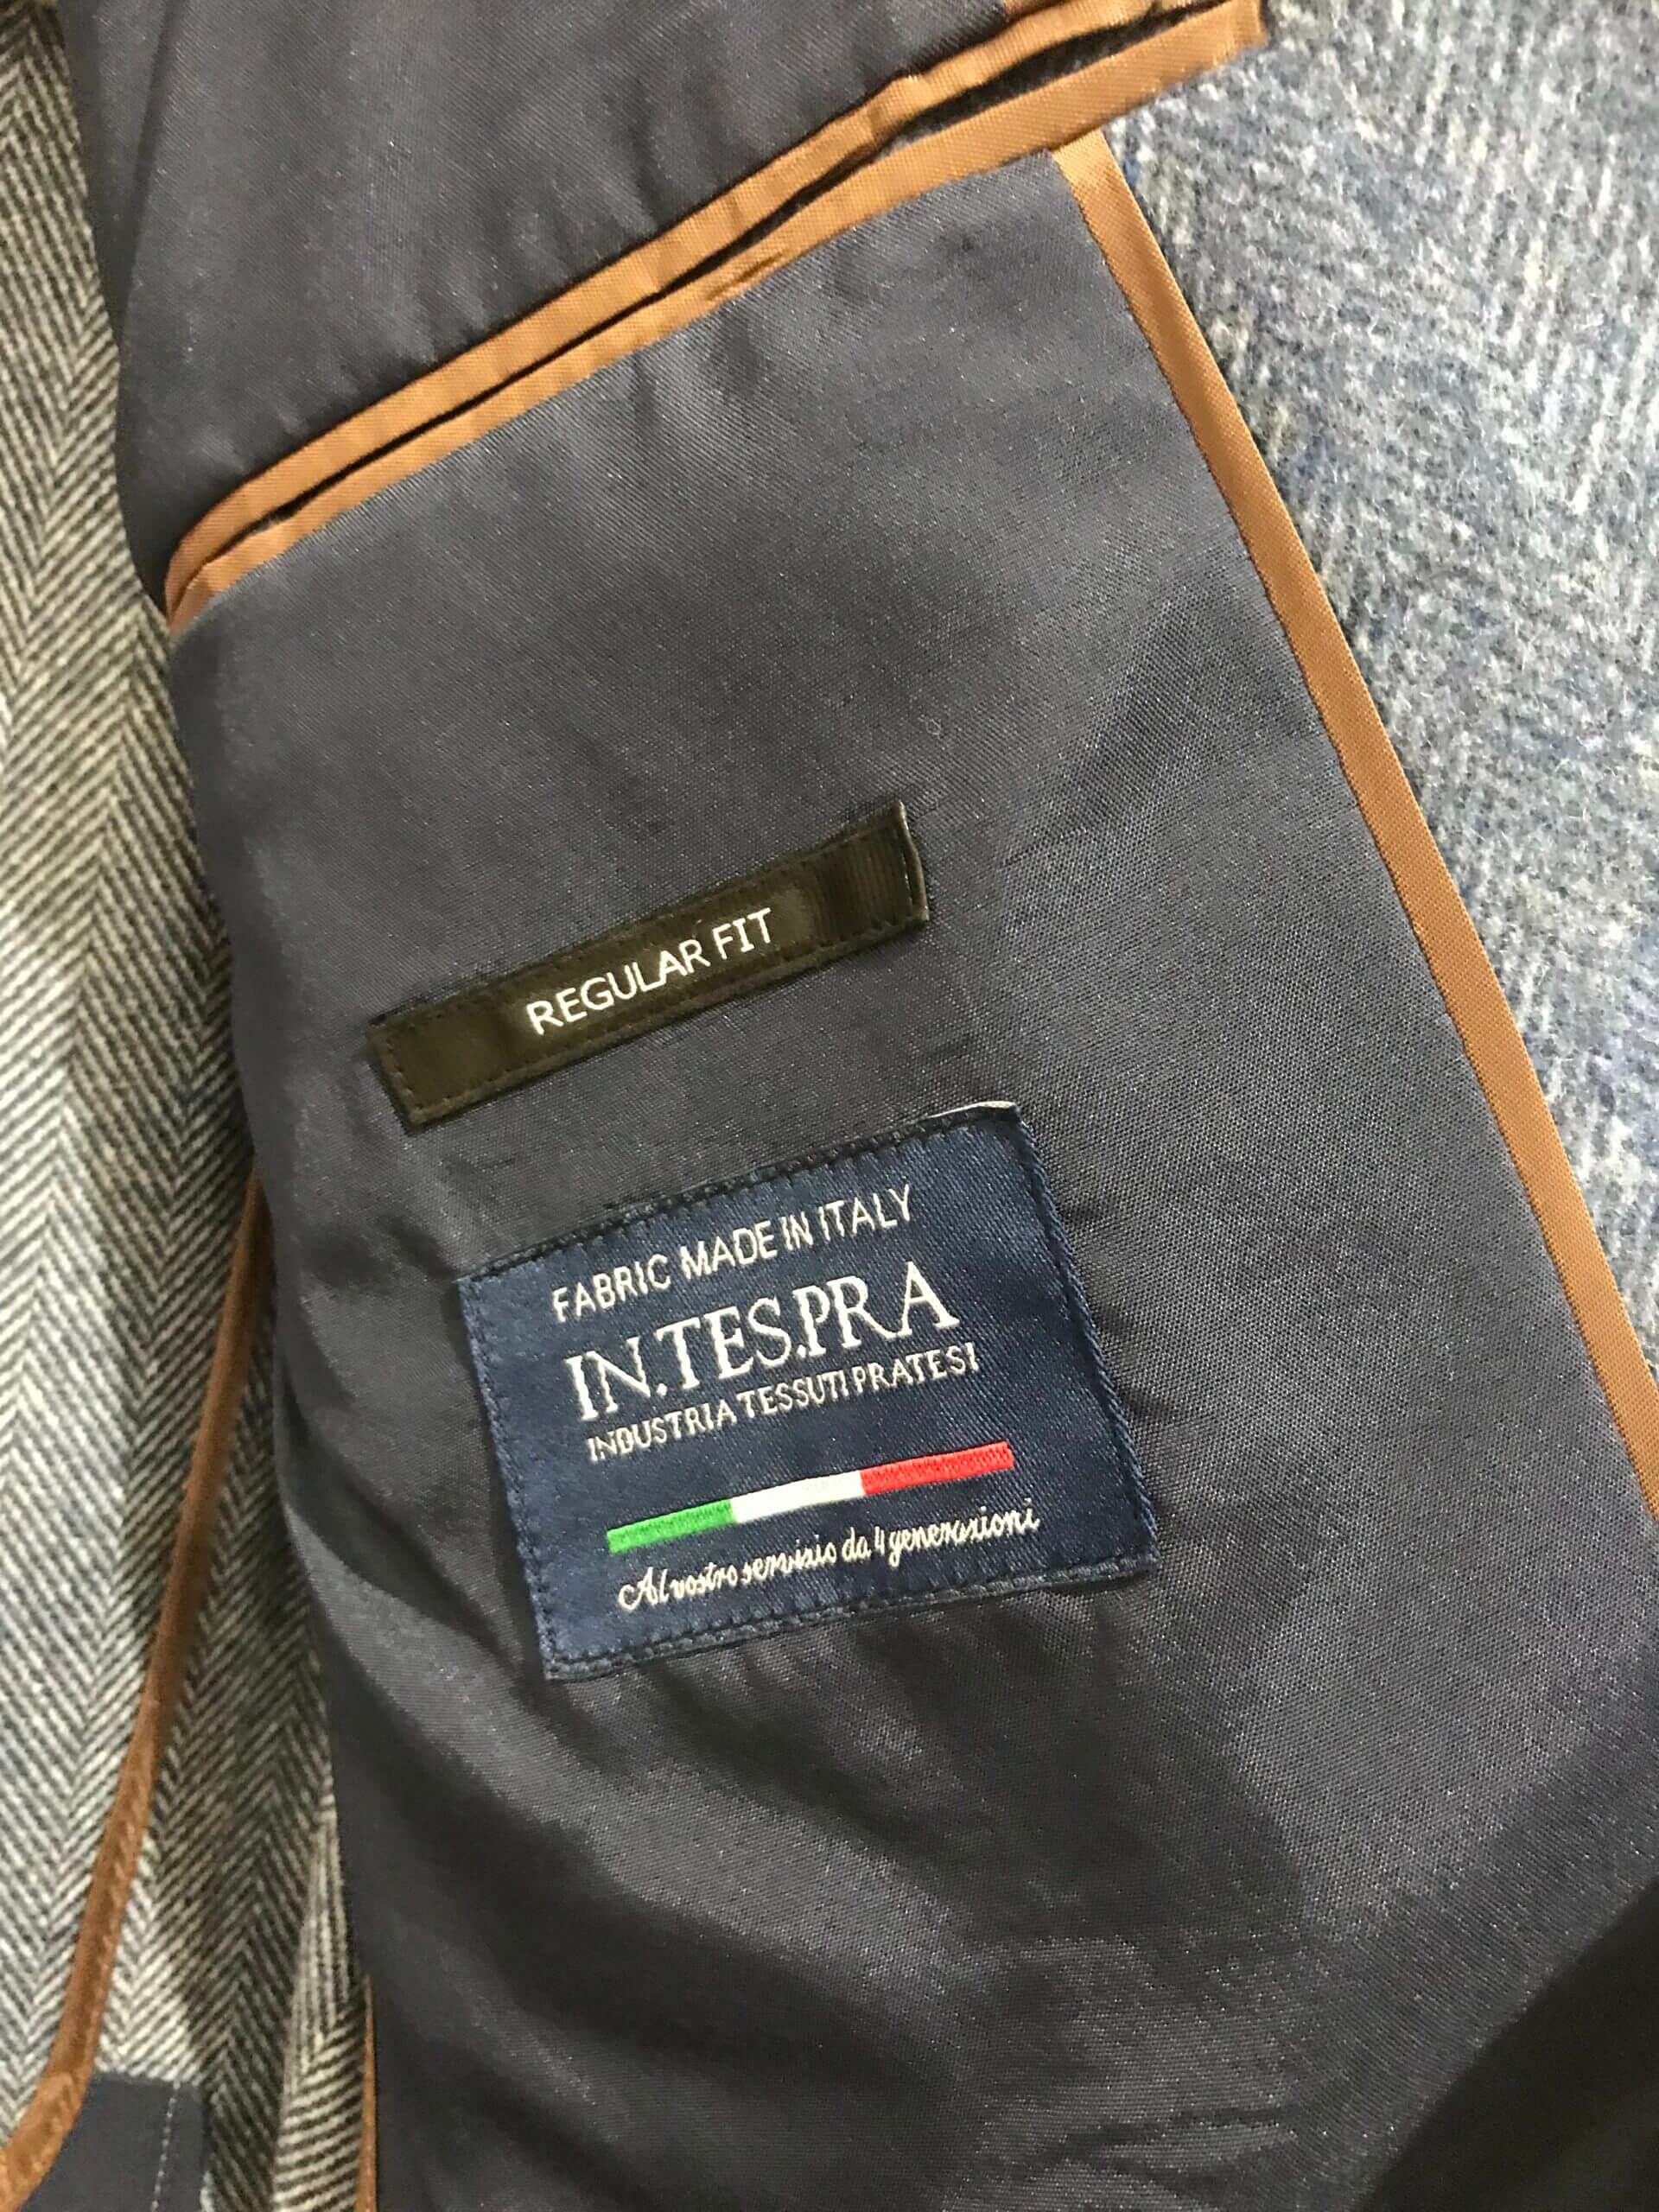 REGULAR FIT
FABRIC MADE IN ITALY
IN.TES.PRA
INDUSTRIA TESSUTI PRATESI
Al vostro servizio da 4 generazioni